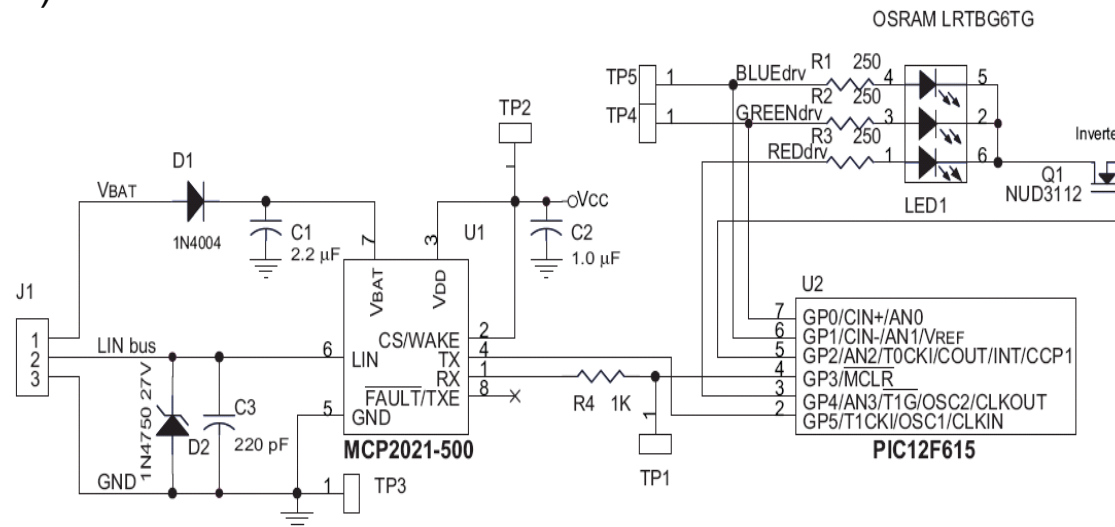 )
OSRAM LRTBG6TG
TP5
1
BLUEdrv
R1 250
4
5
TP4
1
GREENdrv
R2 250
3
2
REDdrv
R3 250
1
6
LED1
Inverte
Q1
NUD3112
TP2
1
D1
VBAT
1N4004
C1
2.2 µF
7
3
U1
VCC
C2
1.0 µF
J1
1
2
3
LIN bus
6
VBAT
VDD
CS/WAKE
2
LIN
TX
4
RX
1
FAULT/TXE
8
5
GND
MCP2021-500
1N4750 27V
D2
C3
220 pF
GND
1
TP3
R4 1K
1
TP1
U2
7
GP0/CIN+/AN0
6
GP1/CIN-/AN1/VREF
5
GP2/AN2/T0CKI/COUT/INT/CCP1
4
GP3/MCLR
3
GP4/AN3/T1G/OSC2/CLKOUT
2
GP5/T1CKI/OSC1/CLKIN
PIC12F615